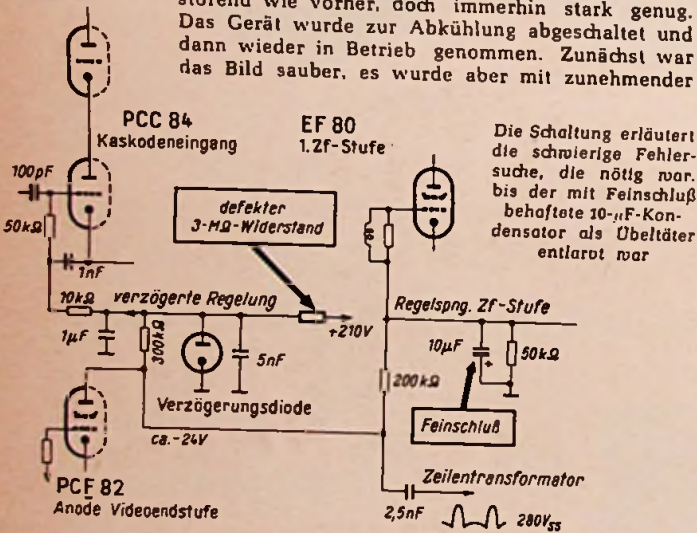 störend wie vorher, doch immerhin stark genug.
Das Gerät wurde zur Abkühlung abgeschaltet und
dann wieder in Betrieb genommen. Zunächst war
das Bild sauber, es wurde aber mit zunehmender
PCC 84
Kaskodeneingang
EF 80
1.Zf-Stufe
Die Schaltung erläutert
die schwierige Fehler-
suche, die nötig war.
bis der mit Feinschluß
behaftete 10-µF-Kon-
densator als Übeltäter
entlarvt war
100pF
defekter
3-MΩ-Widerstand
50kΩ
1nF
10kΩ
verzögerte Regelung
+210V
Regelspng. Zf-Stufe
1µF
300kΩ
5nF
10µF
+
50kΩ
200kΩ
Verzögerungsdiode
Feinschluß
ca.-24V
Zeilentransformator
PCF 82
Anode Videoendstufe
2,5nF
280Vss